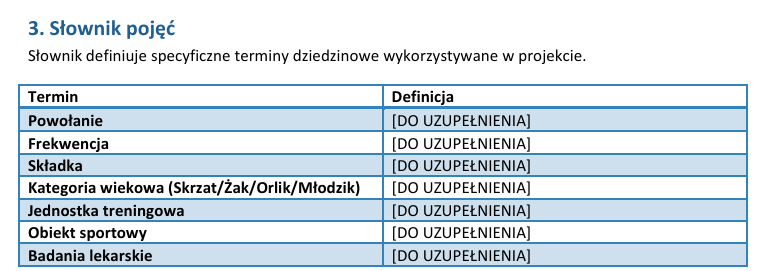 3. Słownik pojęć
Słownik definiuje specyficzne terminy dziedzinowe wykorzystywane w projekcie.
Termin Definicja
Powołanie [DO UZUPEŁNIENIA]
Frekwencja [DO UZUPEŁNIENIA]
Składka [DO UZUPEŁNIENIA]
Kategoria wiekowa (Skrzat/Żak/Orlik/Młodzik) [DO UZUPEŁNIENIA]
Jednostka treningowa [DO UZUPEŁNIENIA]
Obiekt sportowy [DO UZUPEŁNIENIA]
Badania lekarskie [DO UZUPEŁNIENIA]